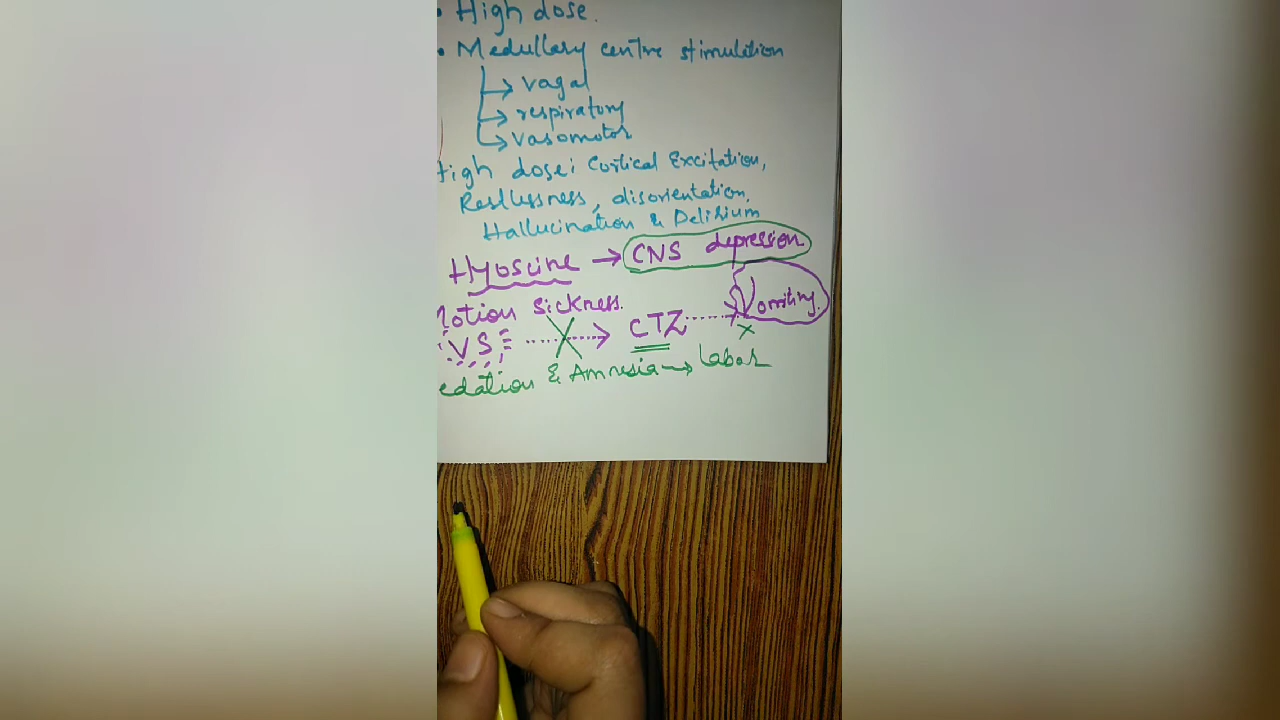 • High dose.
• Medullary centre stimulation
→ vagal
→ respiratory
→ vasomotor
High dose: Cortical Excitation,
Restlessness, disorientation,
Hallucination & Delirium
Hyoscine → CNS depression
Motion Sickness.
VS ⇢ CTZ ⇢ Vomiting.
edation & Amnesia → labor